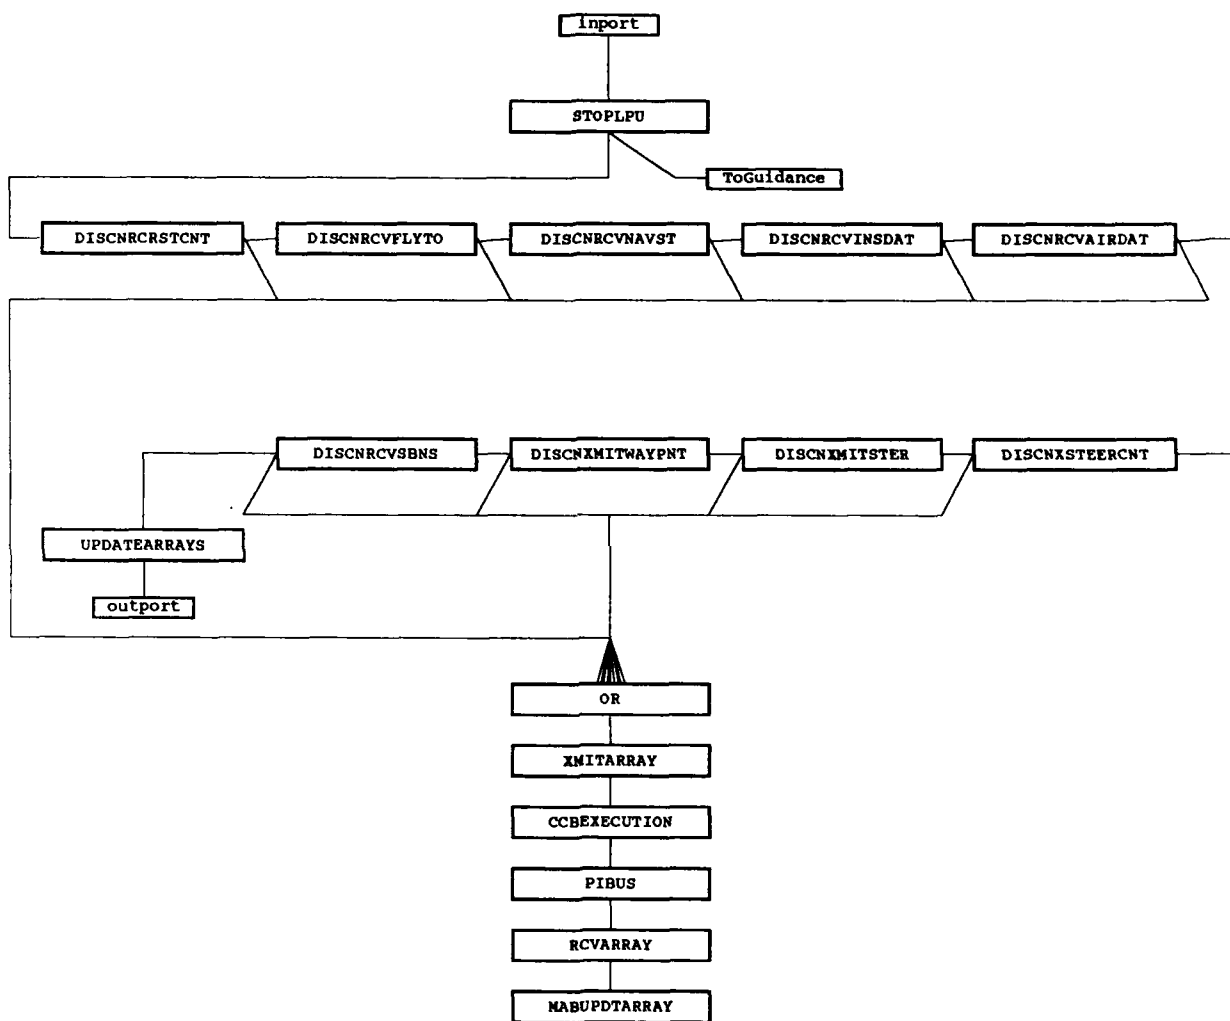 inport
STOPLPU
ToGuidance
DISCNRCRSTCNT
DISCNRCVFLYTO
DISCNRCVNAVST
DISCNRCVINSDAT
DISCNRCVAIRDAT
DISCNRCVSBNS
DISCNXMITWAYPNT
DISCNXMITSTER
DISCNXSTEERCNT
UPDATEARRAYS
outport
OR
XMITARRAY
CCBEXECUTION
PIBUS
RCVARRAY
MABUPDTARRAY